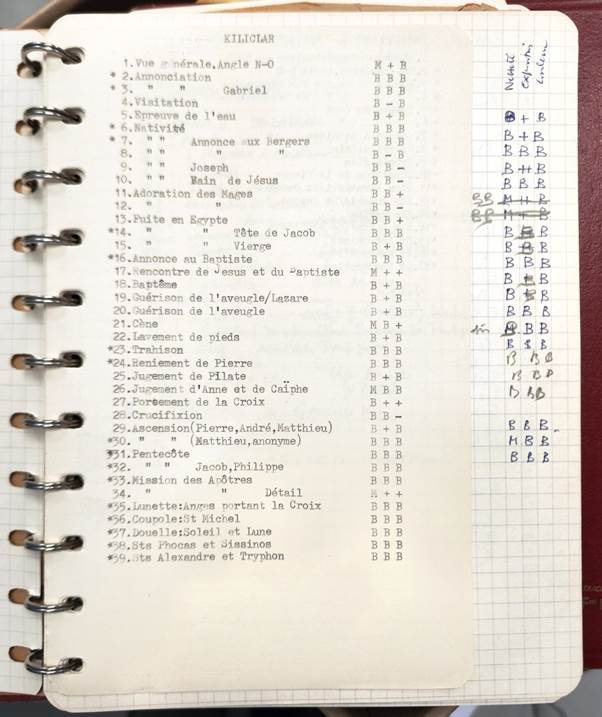 KILICLAR
Netteté
exposition
couleur
1.Vue générale.Angle N-O M + B
* 2.Annonciation B B B
* 3. " " Gabriel B B B
4.Visitation B - B
5.Epreuve de l'eau B + B B + B
* 6.Nativité B B B B + B
* 7. " " Annonce aux Bergers B B B B B B
8. " " " B - B B H B
9. " " Joseph B B - B B B
10. " " Main de Jésus B B -
11.Adoration des Mages B B + BB M H B
12. " " B B - BB M + B
13.Fuite en Egypte B B +
*14. " " Tête de Jacob B B B B B B
15. " " Vierge B + B B B B
*16.Annonce au Baptiste B B B B B B
17.Rencontre de Jesus et du Baptiste M + + B + B
18.Baptême B + B
19.Guérison de l'aveugle/Lazare B + B B B B
20.Guérison de l'aveugle B + B B B B
21.Cène M B + B B
22.Lavement de pieds B + B B B B
*23.Trahison B B B B B B
*24.Reniement de Pierre B B B B B B
25.Jugement de Pilate B + B B B B
26.Jugement d'Anne et de Caïphe M B B
27.Portement de la Croix B + +
28.Crucifixion B B -
29.Ascension(Pierre,André,Matthieu) B + B B B B
*30. " " (Matthieu,anonyme) B B B M B B
*31.Pentecôte B B B B B B
*32. " " Jacob,Philippe B B B
*33.Mission des Apôtres B B B
34. " " Détail M + +
*35.Lunette:Anges portant la Croix B B B
*36.Coupole:St Michel B B B
*37.Douelle:Soleil et Lune B B B
*38.Sts Phocas et Sissinos B B B
*39.Sts Alexandre et Tryphon B B B